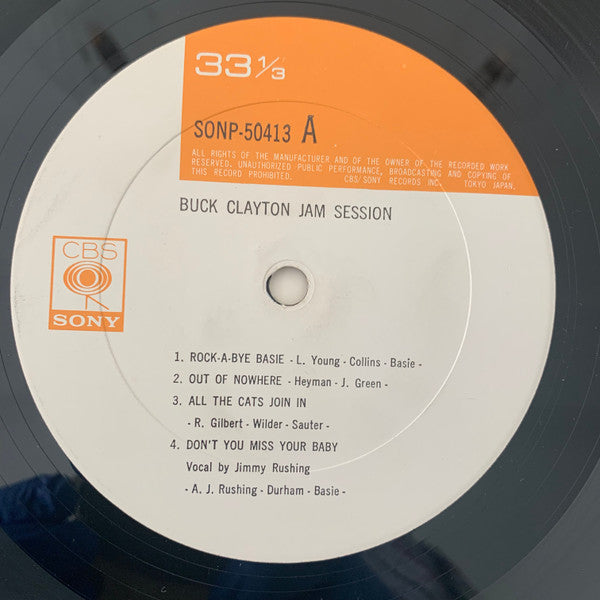 33 1/3
SONP-50413 A
ALL RIGHTS OF THE MANUFACTURER AND OF THE OWNER OF THE RECORDED WORK
RESERVED. UNAUTHORIZED PUBLIC PERFORMANCE, BROADCASTING AND COPYING OF
THIS RECORD PROHIBITED. CBS/SONY RECORDS INC. TOKYO JAPAN.
BUCK CLAYTON JAM SESSION
CBS
SONY
1. ROCK-A-BYE BASIE - L. Young - Collins - Basie -
2. OUT OF NOWHERE - Heyman - J. Green -
3. ALL THE CATS JOIN IN
- R. Gilbert - Wilder - Sauter -
4. DON'T YOU MISS YOUR BABY
Vocal by Jimmy Rushing
- A. J. Rushing - Durham - Basie -